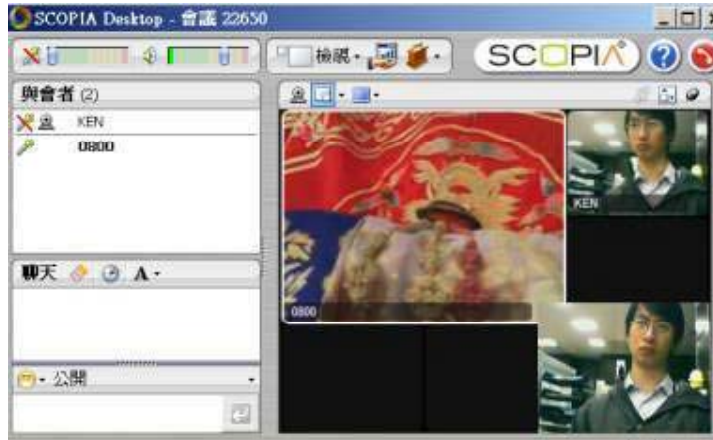 SCOPIA Desktop - 會議 22650
檢視
SCOPIA
?
與會者 (2)
KEN
0800
KEN
0800
聊天
A
公開